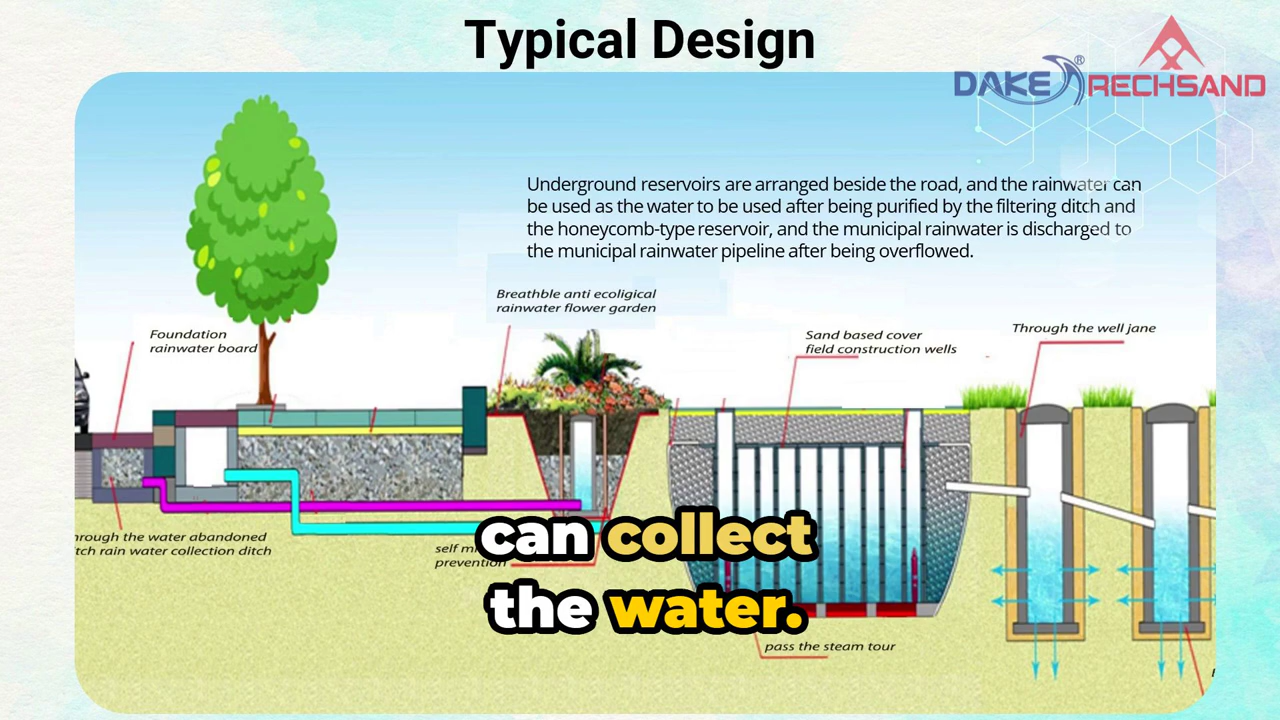 Typical Design
DAKE® RECHSAND
Underground reservoirs are arranged beside the road, and the rainwater can
be used as the water to be used after being purified by the filtering ditch and
the honeycomb-type reservoir, and the municipal rainwater is discharged to
the municipal rainwater pipeline after being overflowed.
Breathble anti ecoligical
rainwater flower garden
Foundation
rainwater board
Sand based cover
field construction wells
Through the well jane
hrough the water abandoned
itch rain water collection ditch
self
prevention
can collect
the water.
pass the steam tour